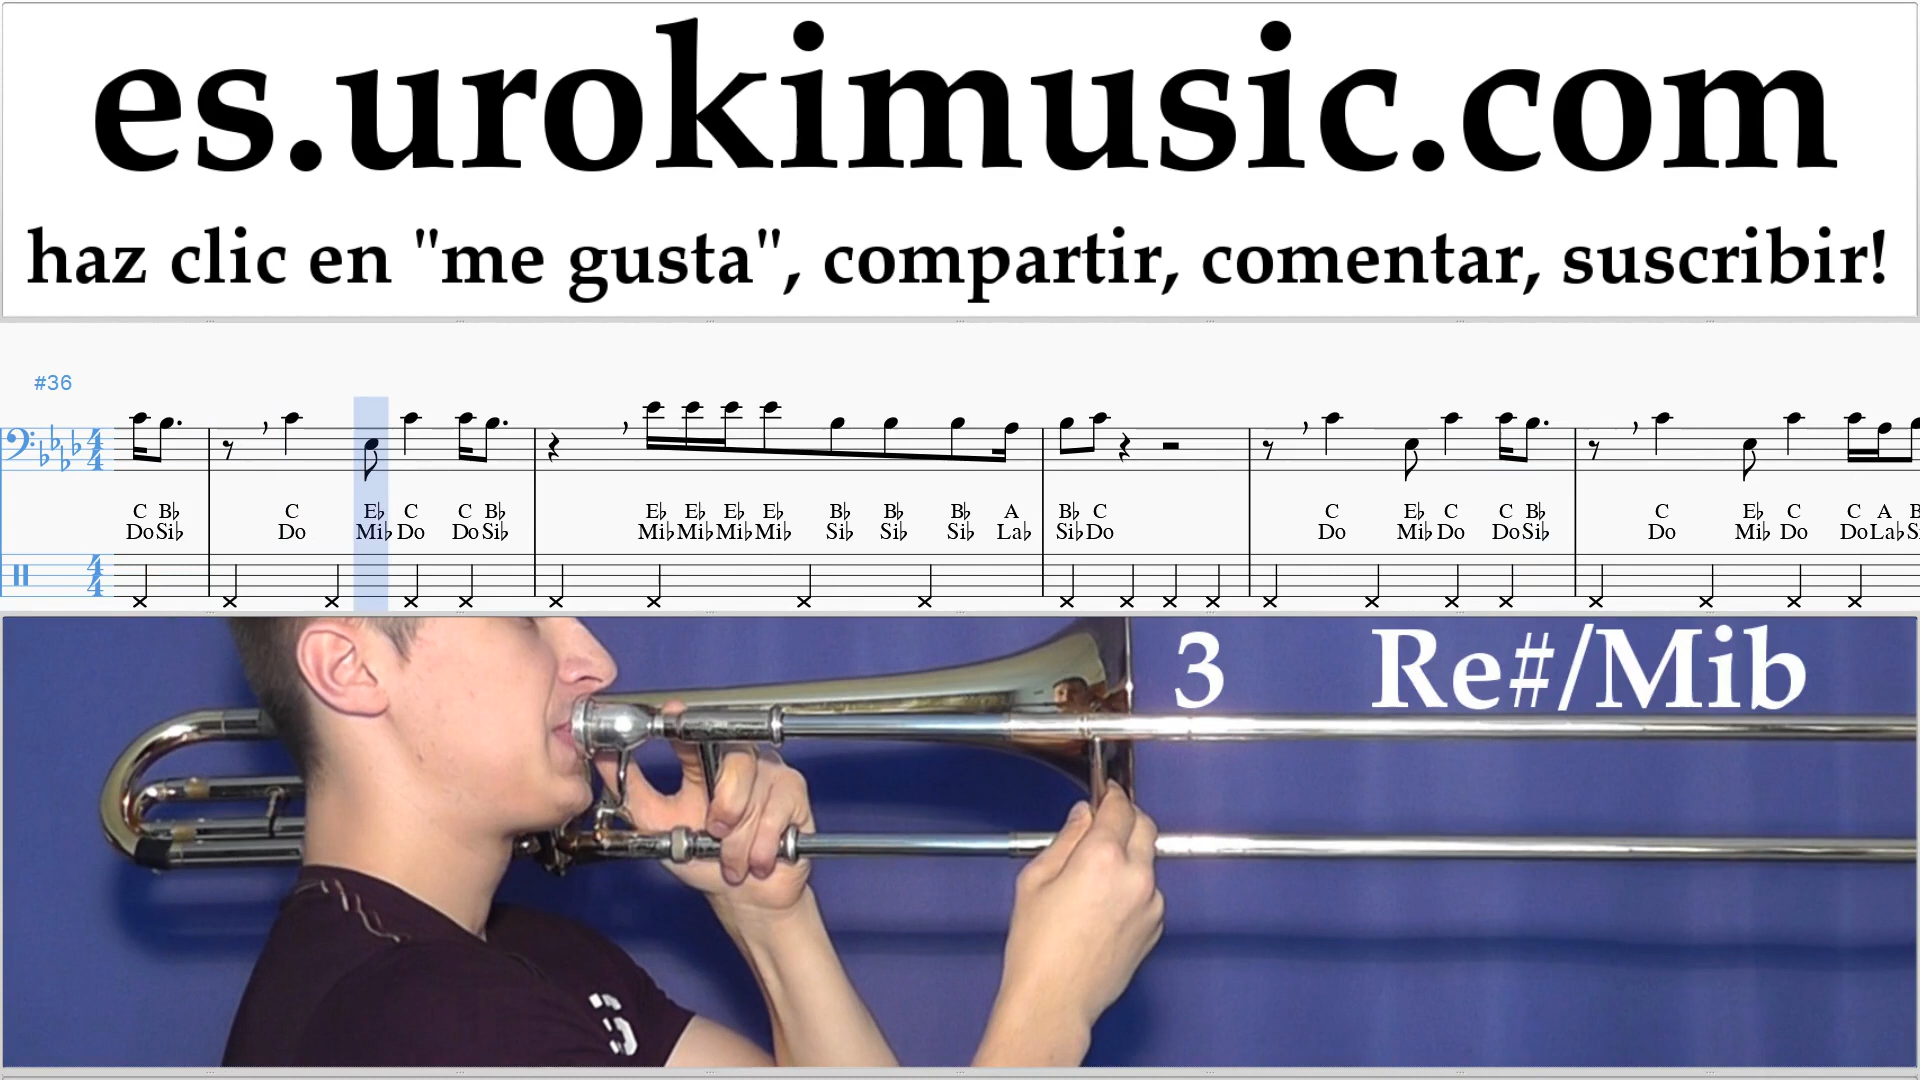 es.urokimusic.com
haz clic en "me gusta", compartir, comentar, suscribir!
#36
C B♭ C E♭ C C B♭ E♭ E♭ E♭ E♭ B♭ B♭ B♭ A B♭ C C E♭ C C B♭ C E♭ C C A B
Do Si♭ Do Mi♭ Do Do Si♭ Mi♭ Mi♭ Mi♭ Mi♭ Si♭ Si♭ Si♭ La♭ Si♭ Do Do Mi♭ Do Do Si♭ Do Mi♭ Do Do La♭ S
3 Re#/Mib